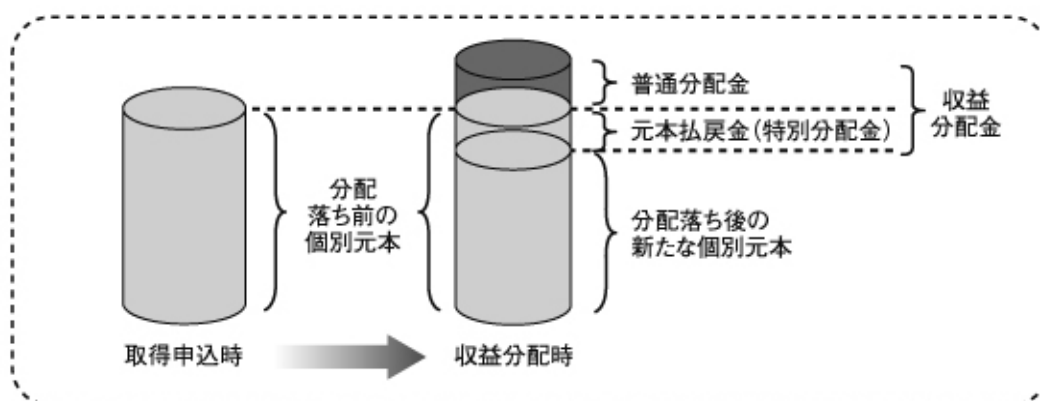 普通分配金
元本払戻金(特別分配金)
収益
分配金
分配
落ち前の
個別元本
分配落ち後の
新たな個別元本
取得申込時
収益分配時